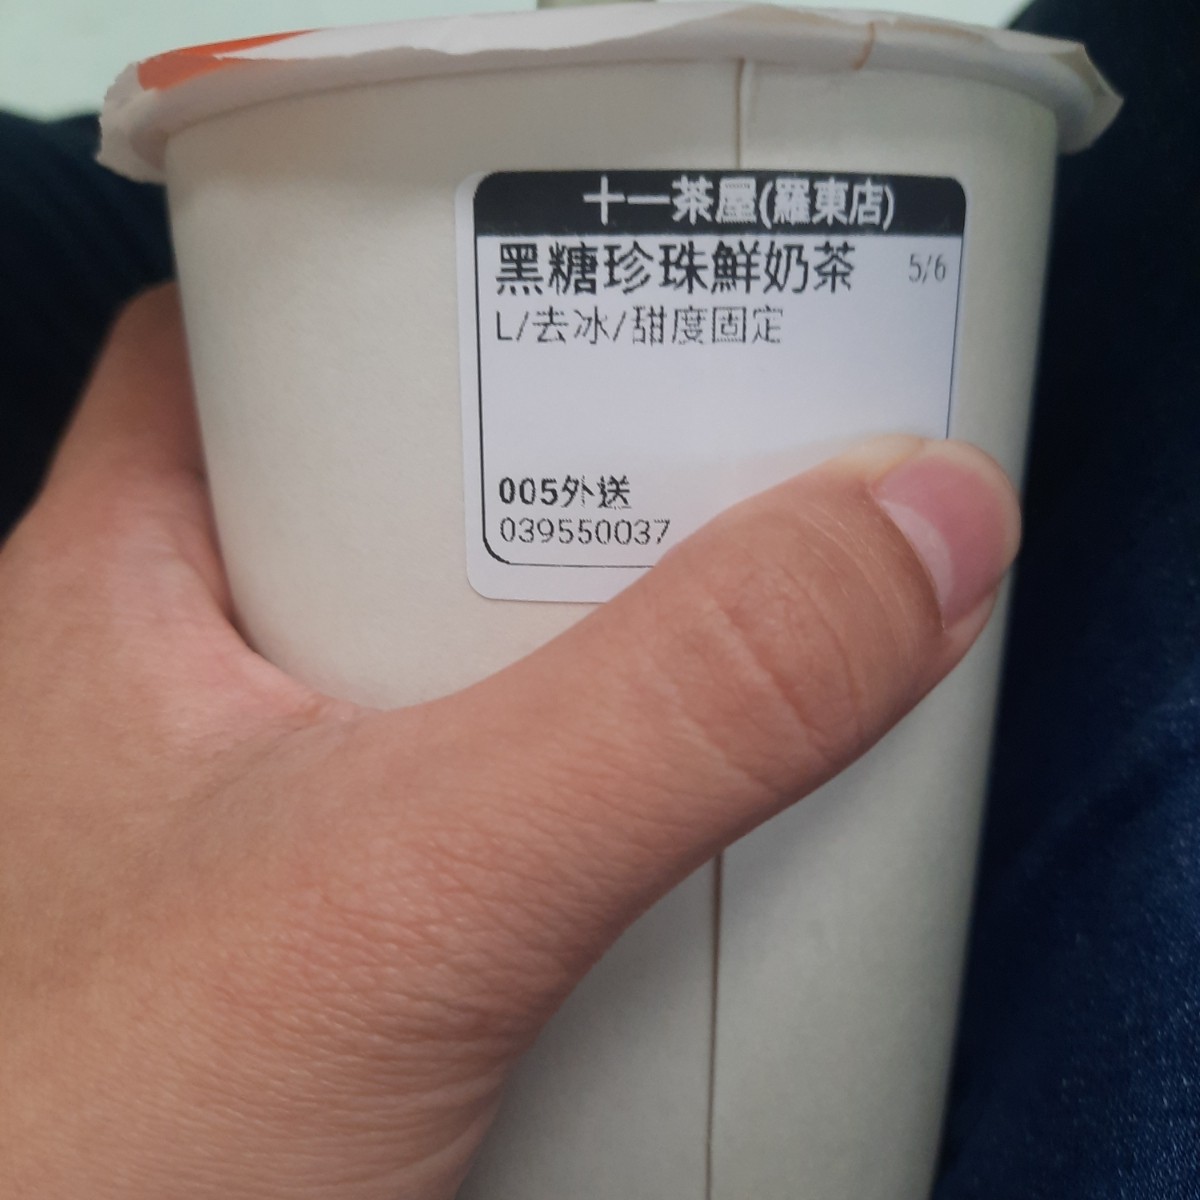 十一茶屋(羅東店)
黑糖珍珠鮮奶茶 5/6
L/去冰/甜度固定
005外送
039550037